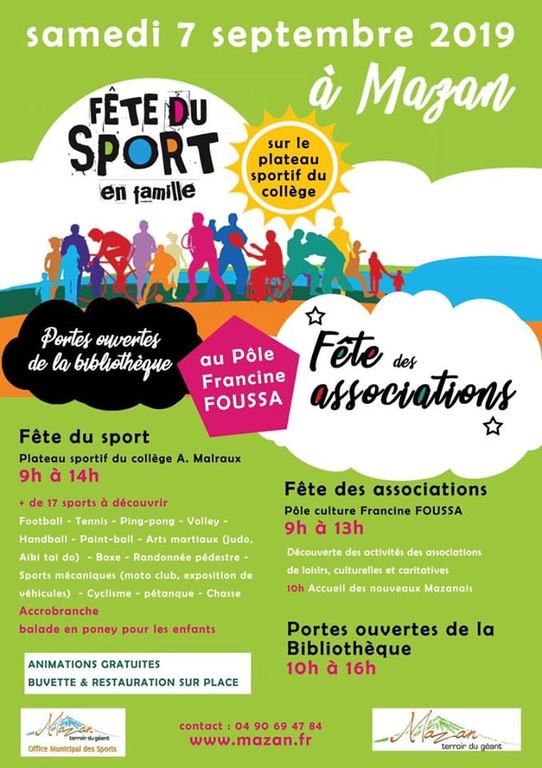 samedi 7 septembre 2019
à Mazan
FÊTE DU
SPORT
en famille
sur le
plateau
sportif du
collège
Portes ouvertes
de la bibliothèque
au Pôle
Francine
FOUSSA
Fête des
associations
Fête du sport
Plateau sportif du collège A. Malraux
9h à 14h
+ de 17 sports à découvrir
Football - Tennis - Ping-pong - Volley -
Handball - Paint-ball - Arts martiaux (judo,
Aiki tai do) - Boxe - Randonnée pédestre -
Sports mécaniques (moto club, exposition de
véhicules) - Cyclisme - pétanque - Chasse
Accrobranche
balade en poney pour les enfants
ANIMATIONS GRATUITES
BUVETTE & RESTAURATION SUR PLACE
Fête des associations
Pôle culture Francine FOUSSA
9h à 13h
Découverte des activités des associations
de loisirs, culturelles et caritatives
10h Accueil des nouveaux Mazanais
Portes ouvertes de la
Bibliothèque
10h à 16h
Mazan
terroir du géant
Office Municipal des Sports
contact : 04 90 69 47 84
www.mazan.fr
Mazan
terroir du géant